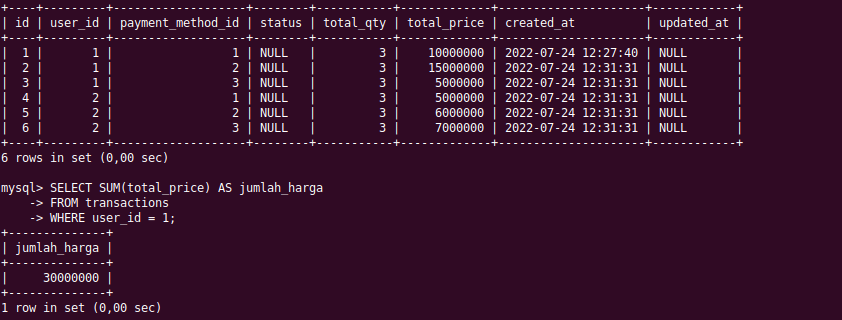 +----+---------+-------------------+--------+-----------+-------------+---------------------+------------+
| id | user_id | payment_method_id | status | total_qty | total_price | created_at          | updated_at |
+----+---------+-------------------+--------+-----------+-------------+---------------------+------------+
|  1 |       1 |                 1 | NULL   |         3 |    10000000 | 2022-07-24 12:27:40 | NULL       |
|  2 |       1 |                 2 | NULL   |         3 |    15000000 | 2022-07-24 12:31:31 | NULL       |
|  3 |       1 |                 3 | NULL   |         3 |     5000000 | 2022-07-24 12:31:31 | NULL       |
|  4 |       2 |                 1 | NULL   |         3 |     5000000 | 2022-07-24 12:31:31 | NULL       |
|  5 |       2 |                 2 | NULL   |         3 |     6000000 | 2022-07-24 12:31:31 | NULL       |
|  6 |       2 |                 3 | NULL   |         3 |     7000000 | 2022-07-24 12:31:31 | NULL       |
+----+---------+-------------------+--------+-----------+-------------+---------------------+------------+
6 rows in set (0,00 sec)
mysql> SELECT SUM(total_price) AS jumlah_harga
    -> FROM transactions
    -> WHERE user_id = 1;
+--------------+
| jumlah_harga |
+--------------+
|     30000000 |
+--------------+
1 row in set (0,00 sec)